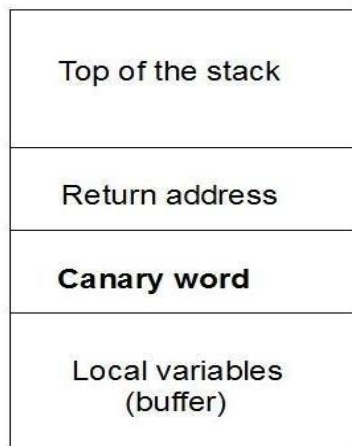 Top of the stack
Return address
Canary word
Local variables
(buffer)